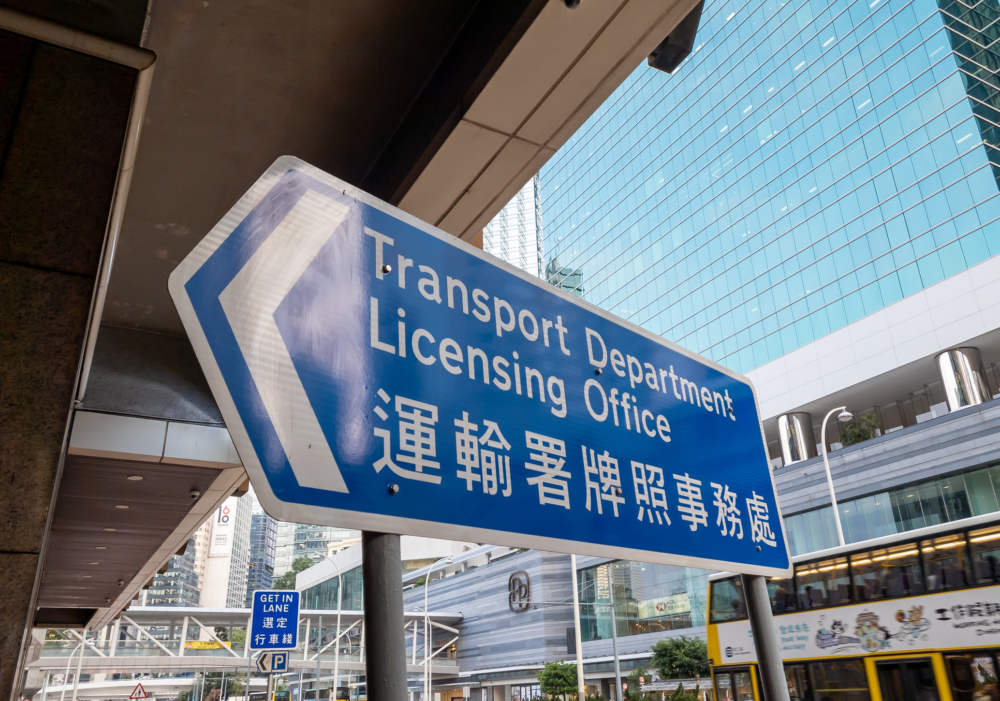 Transport Department
Licensing Office
運輸署牌照事務處
GET IN
LANE
選定
行車綫
P